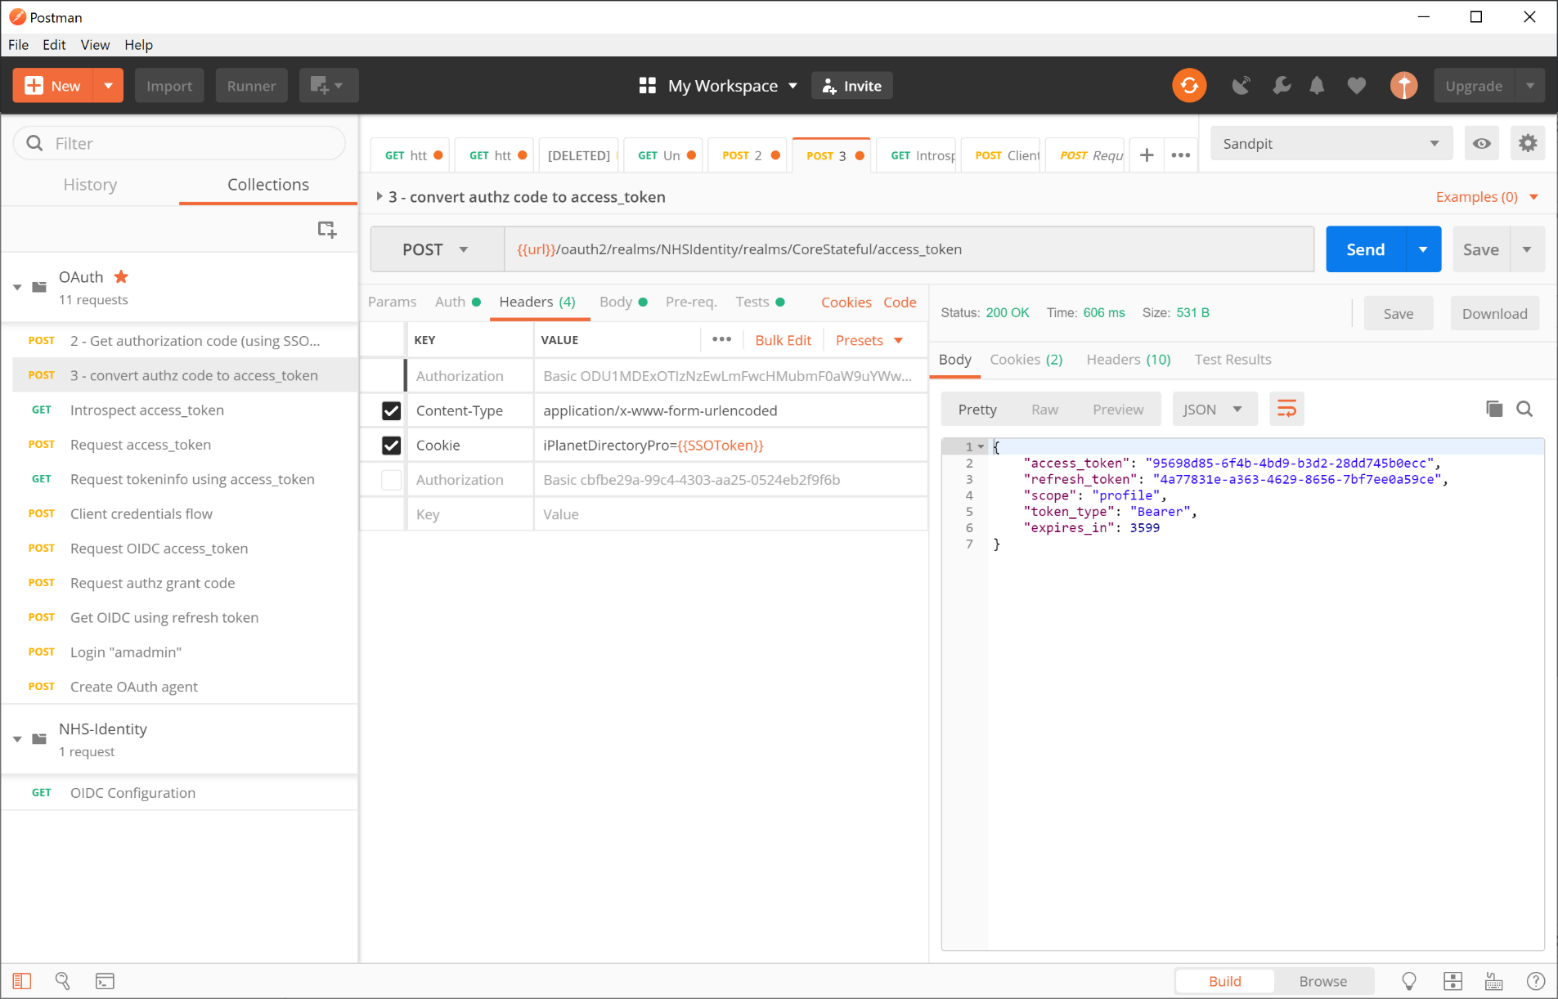 Postman
File Edit View Help
New Import Runner My Workspace Invite Upgrade
Filter
History Collections
OAuth
11 requests
POST 2 - Get authorization code (using SSO...
POST 3 - convert authz code to access_token
GET Introspect access_token
POST Request access_token
GET Request tokeninfo using access_token
POST Client credentials flow
POST Request OIDC access_token
POST Request authz grant code
POST Get OIDC using refresh token
POST Login "amadmin"
POST Create OAuth agent
NHS-Identity
1 request
GET OIDC Configuration
GET htt GET htt [DELETED] GET Un POST 2 POST 3 GET Introsp POST Client POST Requ
Sandpit
3 - convert authz code to access_token
Examples (0)
POST {{url}}/oauth2/realms/NHSIdentity/realms/CoreStateful/access_token Send Save
Params Auth Headers (4) Body Pre-req. Tests Cookies Code
KEY VALUE Bulk Edit Presets
Authorization Basic ODU1MDExOTIzNzEwLmFwcHMubmF0aW9uYWw...
Content-Type application/x-www-form-urlencoded
Cookie iPlanetDirectoryPro={{SSOToken}}
Authorization Basic cbfbe29a-99c4-4303-aa25-0524eb2f9f6b
Key Value
Status: 200 OK Time: 606 ms Size: 531 B Save Download
Body Cookies (2) Headers (10) Test Results
Pretty Raw Preview JSON
1 {
2 "access_token": "95698d85-6f4b-4bd9-b3d2-28dd745b0ecc",
3 "refresh_token": "4a77831e-a363-4629-8656-7bf7ee0a59ce",
4 "scope": "profile",
5 "token_type": "Bearer",
6 "expires_in": 3599
7 }
Build Browse